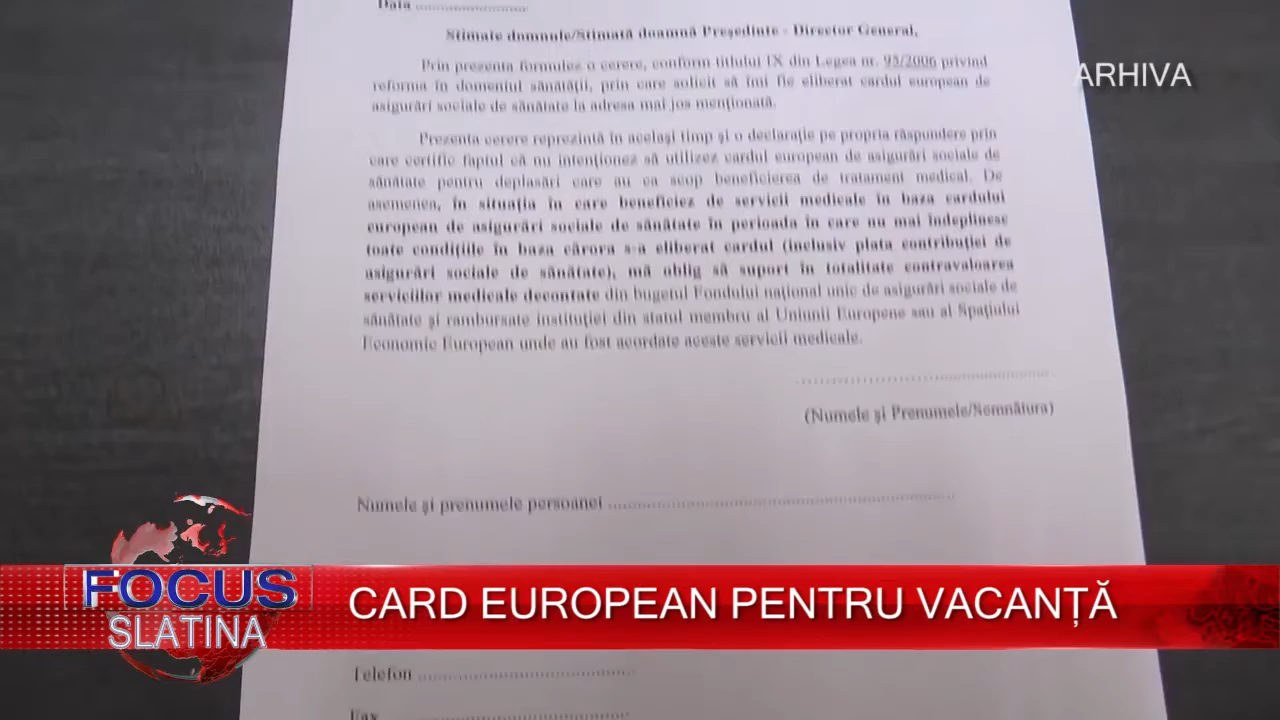 Data ........................
Stimate domnule/Stimată doamnă Președinte - Director General,
Prin prezenta formulez o cerere, conform titlului IX din Legea nr. 95/2006 privind
reforma în domeniul sănătății, prin care solicit să îmi fie eliberat cardul european de
asigurări sociale de sănătate la adresa mai jos menționată.
Prezenta cerere reprezintă în același timp și o declarație pe propria răspundere prin
care certific faptul că nu intenționez să utilizez cardul european de asigurări sociale de
sănătate pentru deplasări care au ca scop beneficierea de tratament medical. De
asemenea, în situația în care beneficiez de servicii medicale în baza cardului
european de asigurări sociale de sănătate în perioada în care nu mai îndeplinesc
toate condițiile în baza cărora s-a eliberat cardul (inclusiv plata contribuției de
asigurări sociale de sănătate), mă oblig să suport în totalitate contravaloarea
serviciilor medicale decontate din bugetul Fondului național unic de asigurări sociale de
sănătate și rambursate instituției din statul membru al Uniunii Europene sau al Spațiului
Economic European unde au fost acordate aceste servicii medicale.
(Numele și Prenumele/Semnătura)
Numele și prenumele persoanei ........................
Telefon ........................
Fax ........................
ARHIVA
FOCUS
SLATINA
CARD EUROPEAN PENTRU VACANȚĂ